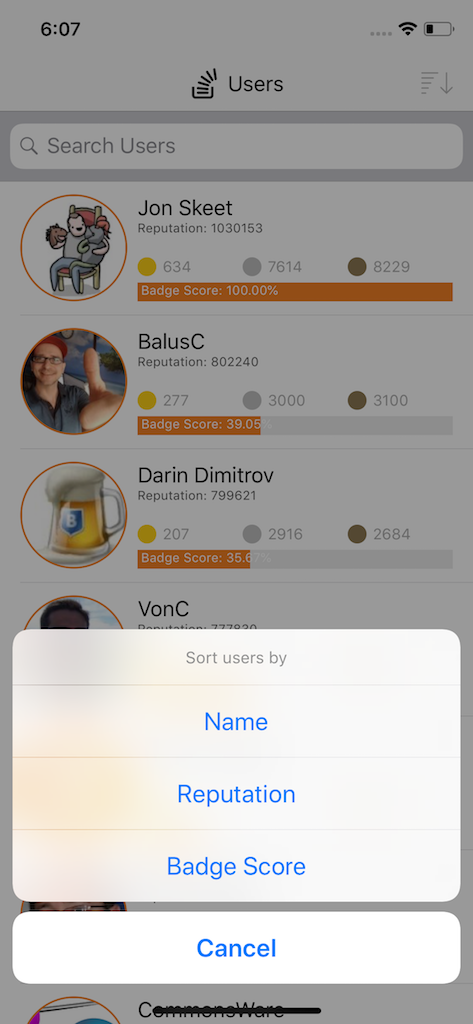 6:07
Users
Search Users
Jon Skeet
Reputation: 1030153
634 7614 8229
Badge Score: 100.00%
BalusC
Reputation: 802240
277 3000 3100
Badge Score: 39.05%
Darin Dimitrov
Reputation: 799621
B
207 2916 2684
Badge Score: 35.67%
VonC
Reputation: 777830
Sort users by
Name
Reputation
Badge Score
Cancel
CommonsWare